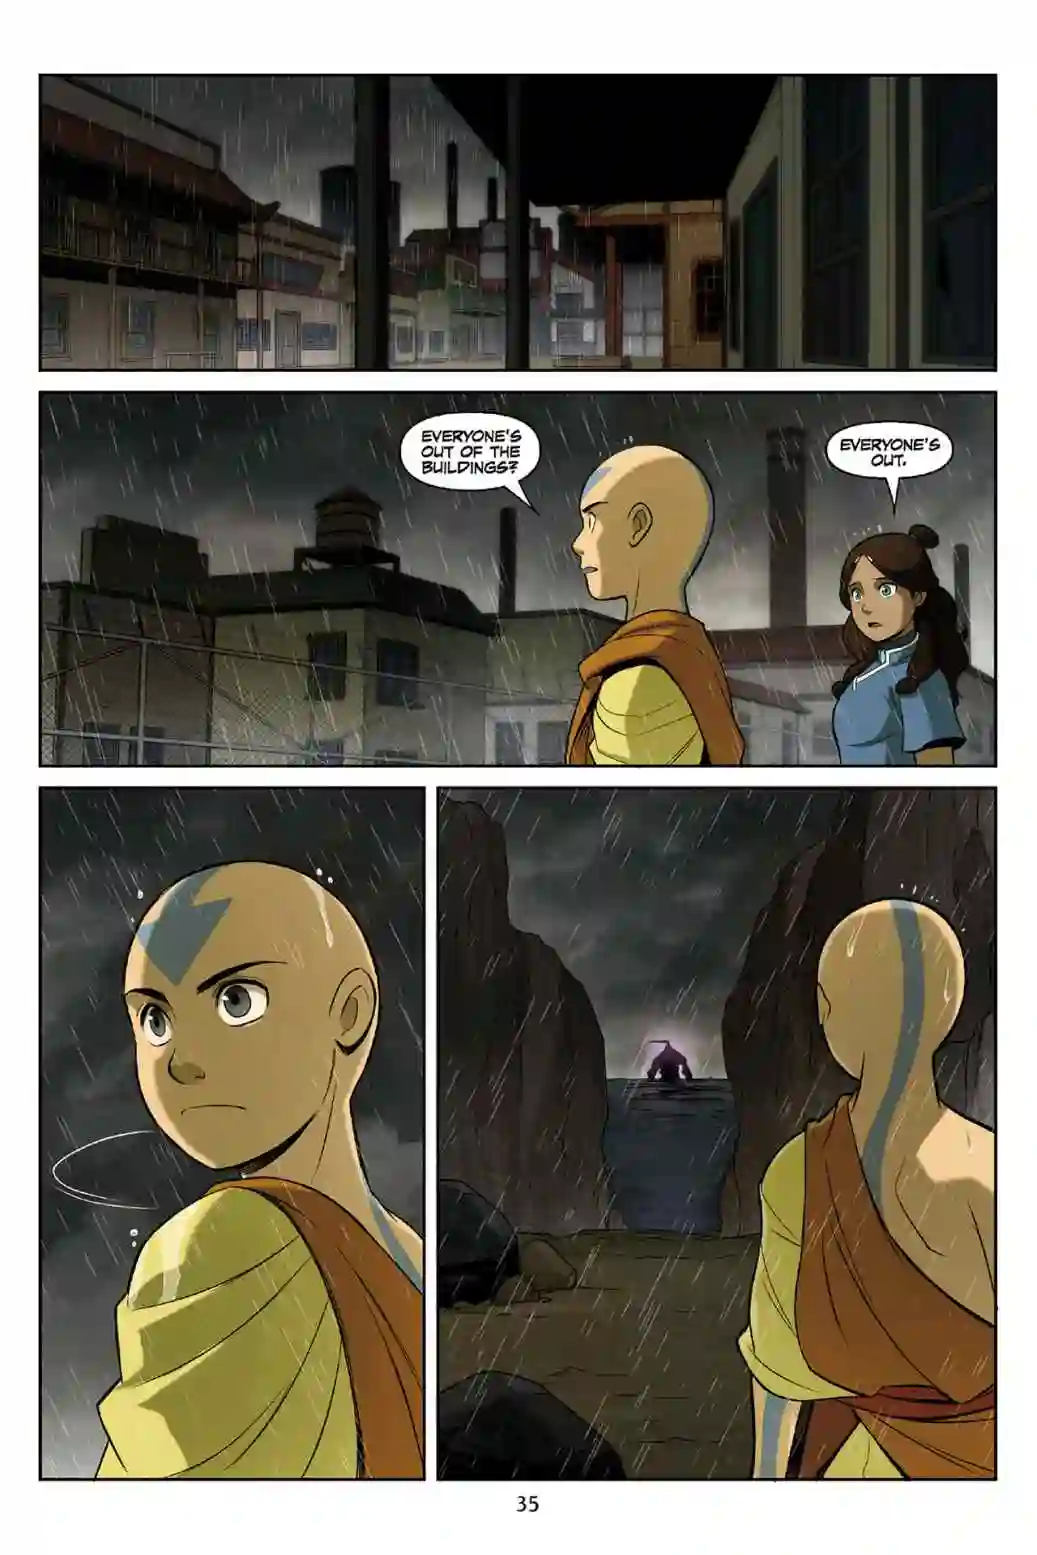 EVERYONE'S
OUT OF THE
BUILDINGS?
EVERYONE'S
OUT.
35